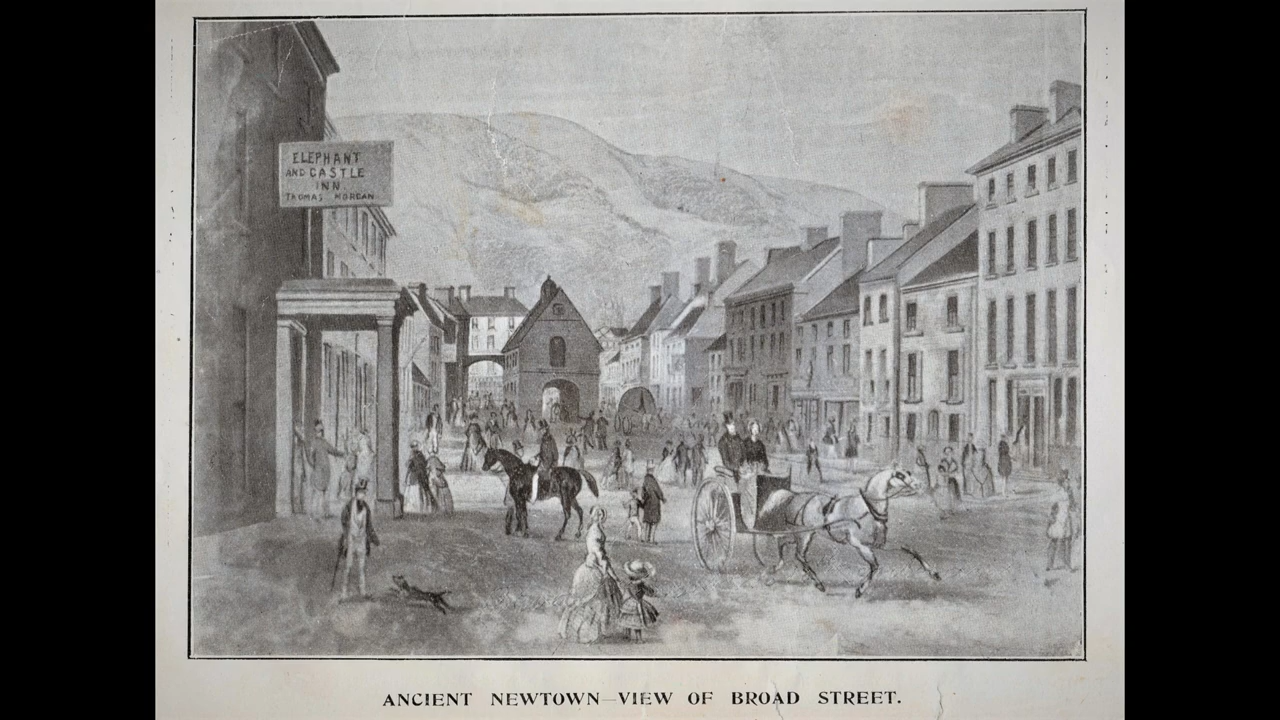 ELEPHANT
AND CASTLE
INN.
THOMAS MORGAN
ANCIENT NEWTOWN—VIEW OF BROAD STREET.